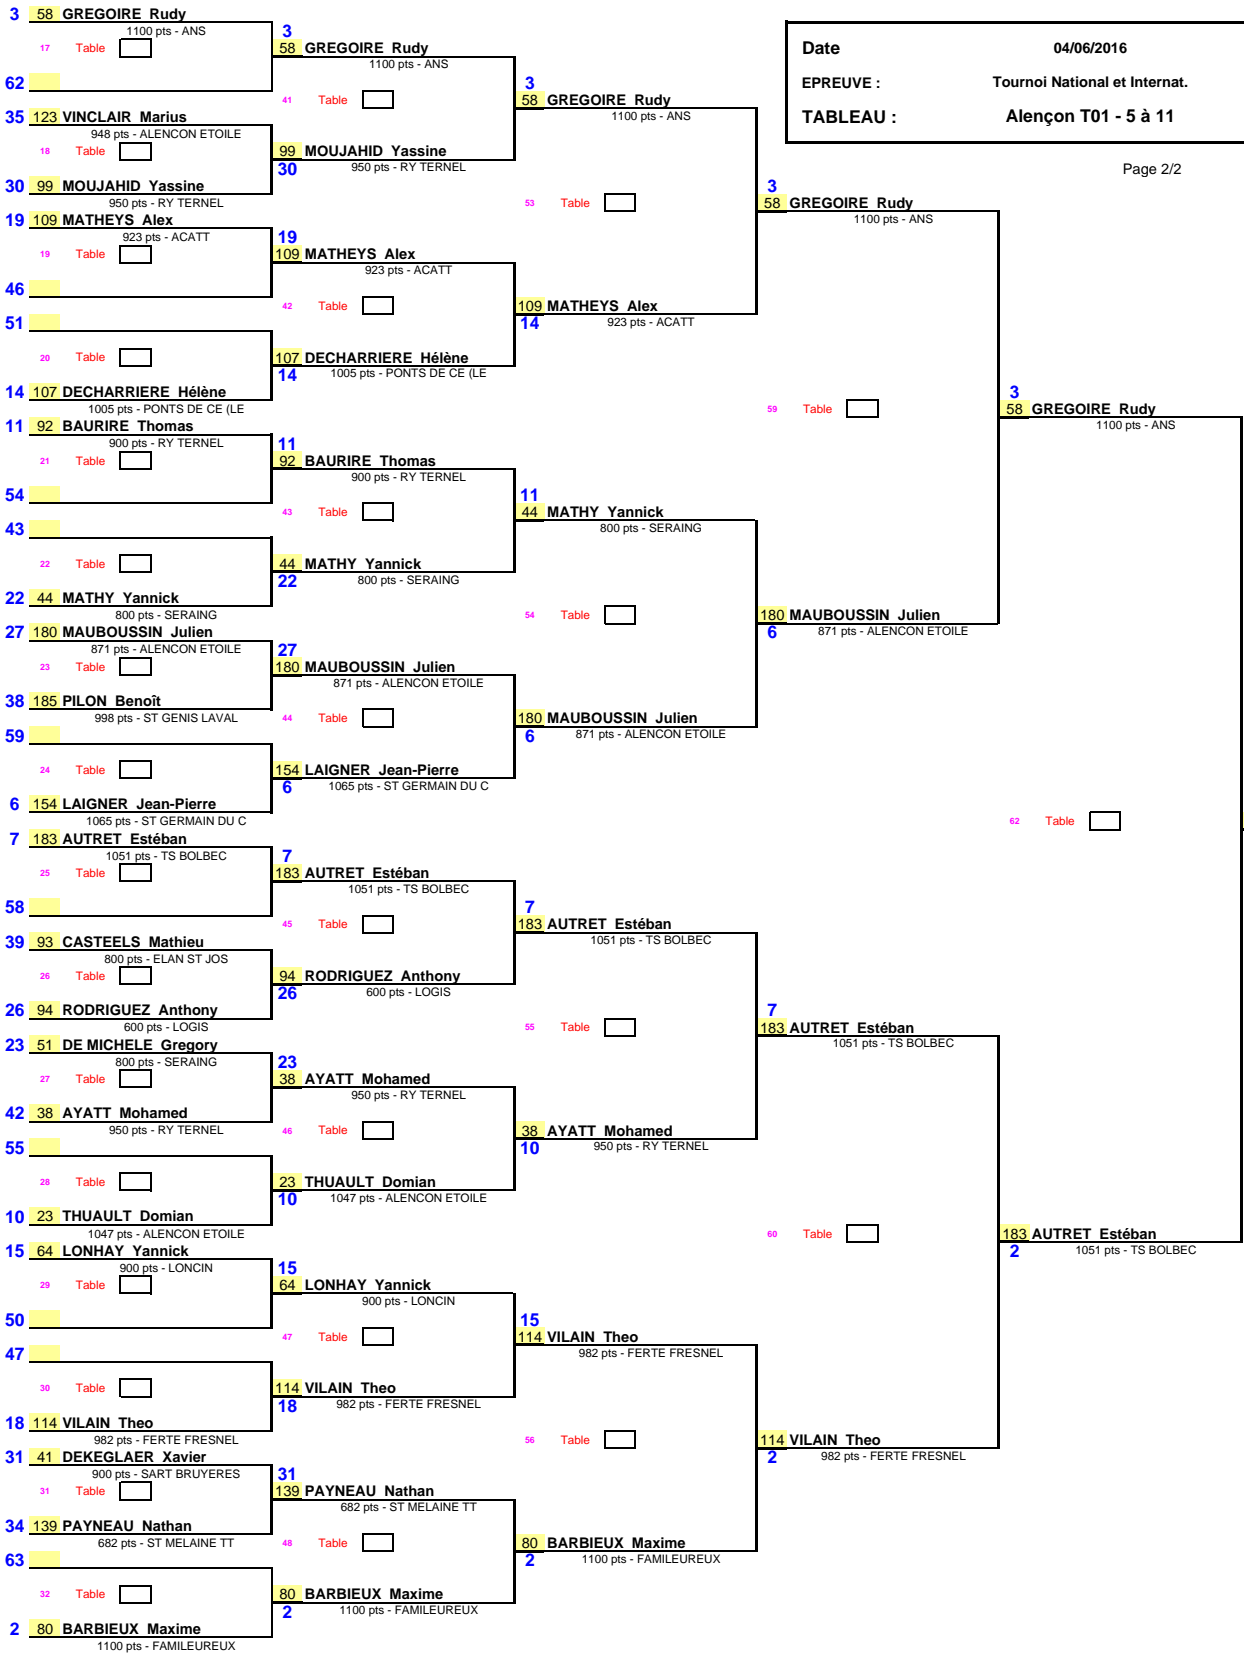 Date 04/06/2016
EPREUVE : Tournoi National et Internat.
TABLEAU : Alençon T01 - 5 à 11
Page 2/2
3 58 GREGOIRE Rudy
1100 pts - ANS
17 Table
62
35 123 VINCLAIR Marius
948 pts - ALENCON ETOILE
18 Table
30 99 MOUJAHID Yassine
950 pts - RY TERNEL
19 109 MATHEYS Alex
923 pts - ACATT
19 Table
46
51
20 Table
14 107 DECHARRIERE Hélène
1005 pts - PONTS DE CE (LE
11 92 BAURIRE Thomas
900 pts - RY TERNEL
21 Table
54
43
22 Table
22 44 MATHY Yannick
800 pts - SERAING
27 180 MAUBOUSSIN Julien
871 pts - ALENCON ETOILE
23 Table
38 185 PILON Benoît
998 pts - ST GENIS LAVAL
59
24 Table
6 154 LAIGNER Jean-Pierre
1065 pts - ST GERMAIN DU C
7 183 AUTRET Estéban
1051 pts - TS BOLBEC
25 Table
58
39 93 CASTEELS Mathieu
800 pts - ELAN ST JOS
26 Table
26 94 RODRIGUEZ Anthony
600 pts - LOGIS
23 51 DE MICHELE Gregory
800 pts - SERAING
27 Table
42 38 AYATT Mohamed
950 pts - RY TERNEL
55
28 Table
10 23 THUAULT Domian
1047 pts - ALENCON ETOILE
15 64 LONHAY Yannick
900 pts - LONCIN
29 Table
50
47
30 Table
18 114 VILAIN Theo
982 pts - FERTE FRESNEL
31 41 DEKEGLAER Xavier
900 pts - SART BRUYERES
31 Table
34 139 PAYNEAU Nathan
682 pts - ST MELAINE TT
63
32 Table
2 80 BARBIEUX Maxime
1100 pts - FAMILEUREUX
3
58 GREGOIRE Rudy
1100 pts - ANS
41 Table
99 MOUJAHID Yassine
30 950 pts - RY TERNEL
19
109 MATHEYS Alex
923 pts - ACATT
42 Table
107 DECHARRIERE Hélène
14 1005 pts - PONTS DE CE (LE
11
92 BAURIRE Thomas
900 pts - RY TERNEL
43 Table
44 MATHY Yannick
22 800 pts - SERAING
27
180 MAUBOUSSIN Julien
871 pts - ALENCON ETOILE
44 Table
154 LAIGNER Jean-Pierre
6 1065 pts - ST GERMAIN DU C
7
183 AUTRET Estéban
1051 pts - TS BOLBEC
45 Table
94 RODRIGUEZ Anthony
26 600 pts - LOGIS
23
38 AYATT Mohamed
950 pts - RY TERNEL
46 Table
23 THUAULT Domian
10 1047 pts - ALENCON ETOILE
15
64 LONHAY Yannick
900 pts - LONCIN
47 Table
114 VILAIN Theo
18 982 pts - FERTE FRESNEL
31
139 PAYNEAU Nathan
682 pts - ST MELAINE TT
48 Table
80 BARBIEUX Maxime
2 1100 pts - FAMILEUREUX
3
58 GREGOIRE Rudy
1100 pts - ANS
53 Table
109 MATHEYS Alex
14 923 pts - ACATT
11
44 MATHY Yannick
800 pts - SERAING
54 Table
180 MAUBOUSSIN Julien
6 871 pts - ALENCON ETOILE
7
183 AUTRET Estéban
1051 pts - TS BOLBEC
55 Table
38 AYATT Mohamed
10 950 pts - RY TERNEL
15
114 VILAIN Theo
982 pts - FERTE FRESNEL
56 Table
80 BARBIEUX Maxime
2 1100 pts - FAMILEUREUX
3
58 GREGOIRE Rudy
1100 pts - ANS
59 Table
180 MAUBOUSSIN Julien
6 871 pts - ALENCON ETOILE
7
183 AUTRET Estéban
1051 pts - TS BOLBEC
60 Table
114 VILAIN Theo
2 982 pts - FERTE FRESNEL
3
58 GREGOIRE Rudy
1100 pts - ANS
62 Table
183 AUTRET Estéban
2 1051 pts - TS BOLBEC